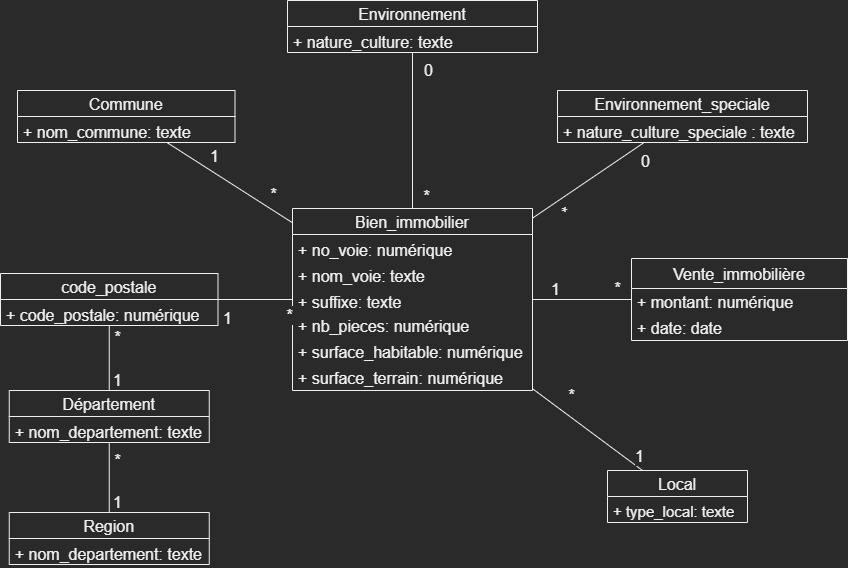 Environnement
+ nature_culture: texte
0
*
Commune
+ nom_commune: texte
1
*
Environnement_speciale
+ nature_culture_speciale : texte
0
*
Bien_immobilier
+ no_voie: numérique
+ nom_voie: texte
+ suffixe: texte
+ nb_pieces: numérique
+ surface_habitable: numérique
+ surface_terrain: numérique
1
*
Vente_immobilière
+ montant: numérique
+ date: date
code_postale
+ code_postale: numérique
1
*
*
1
Département
+ nom_departement: texte
*
1
Region
+ nom_departement: texte
*
1
Local
+ type_local: texte